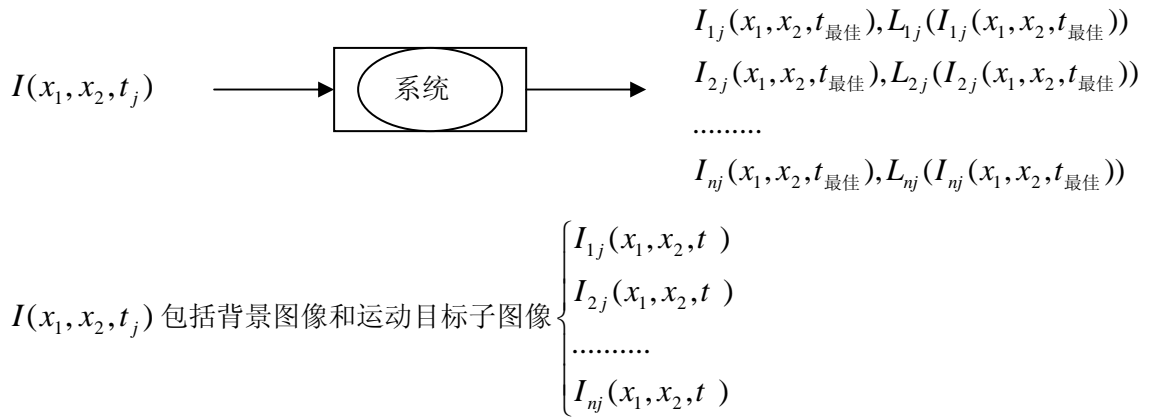 I(x₁,x₂,tⱼ)
系统
I₁ⱼ(x₁,x₂,t最佳),L₁ⱼ(I₁ⱼ(x₁,x₂,t最佳))
I₂ⱼ(x₁,x₂,t最佳),L₂ⱼ(I₂ⱼ(x₁,x₂,t最佳))
.........
Iₙⱼ(x₁,x₂,t最佳),Lₙⱼ(Iₙⱼ(x₁,x₂,t最佳))
I(x₁,x₂,tⱼ)包括背景图像和运动目标子图像
I₁ⱼ(x₁,x₂,t )
I₂ⱼ(x₁,x₂,t )
..........
Iₙⱼ(x₁,x₂,t )